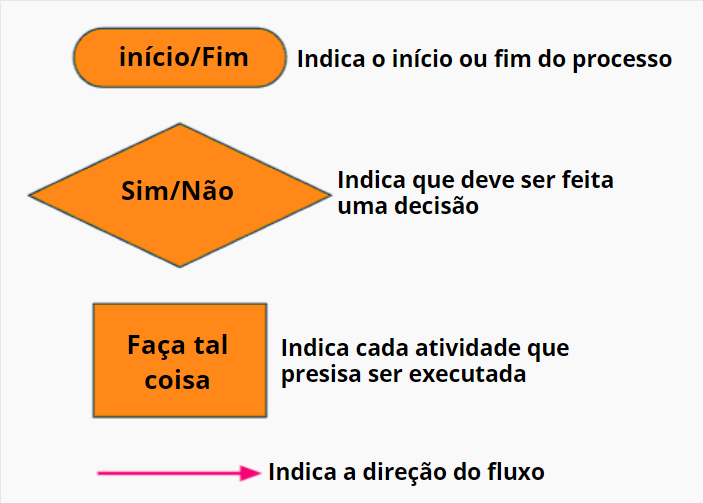 início/Fim
Indica o início ou fim do processo
Sim/Não
Indica que deve ser feita
uma decisão
Faça tal
coisa
Indica cada atividade que
presisa ser executada
Indica a direção do fluxo